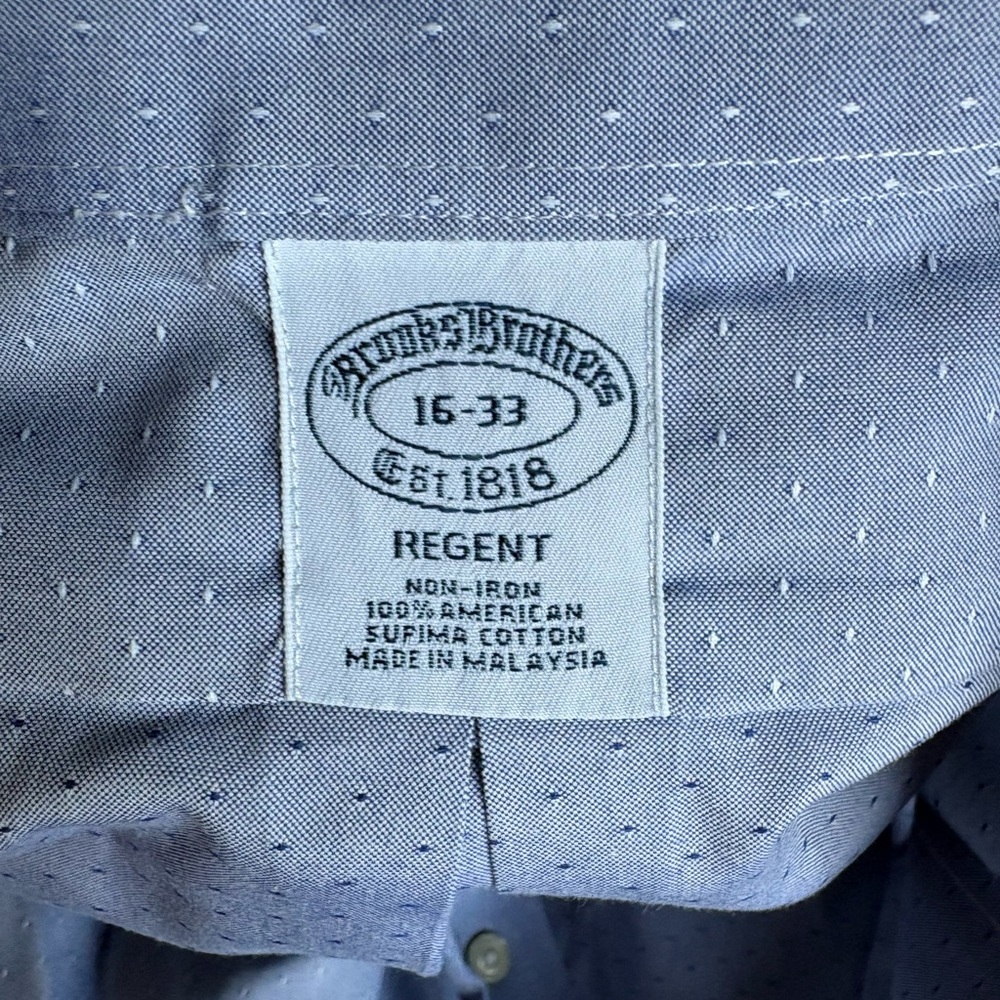 Brooks Brothers
16-33
Est. 1818
REGENT
NON-IRON
100% AMERICAN
SUPIMA COTTON
MADE IN MALAYSIA